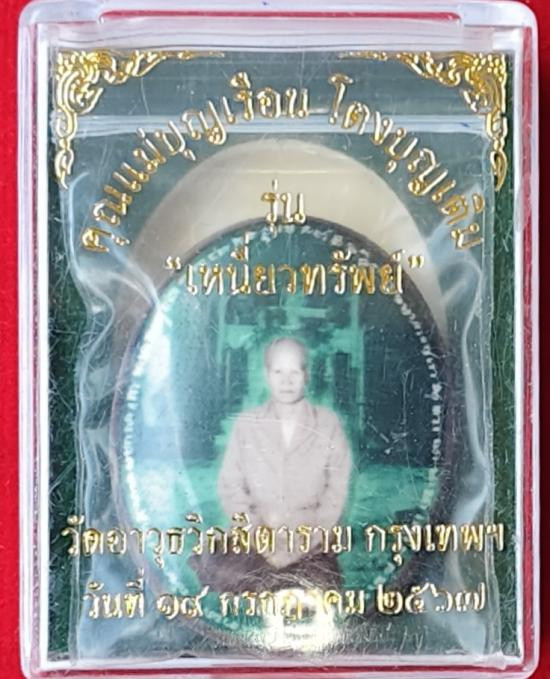 คุณแม่บุญเรือน โตงบุญเติม
รุ่น
"เหนี่ยวทรัพย์"
วัดอาวุธวิกสิตาราม กรุงเทพฯ
วันที่ ๑๙ กรกฎาคม ๒๕๖๗